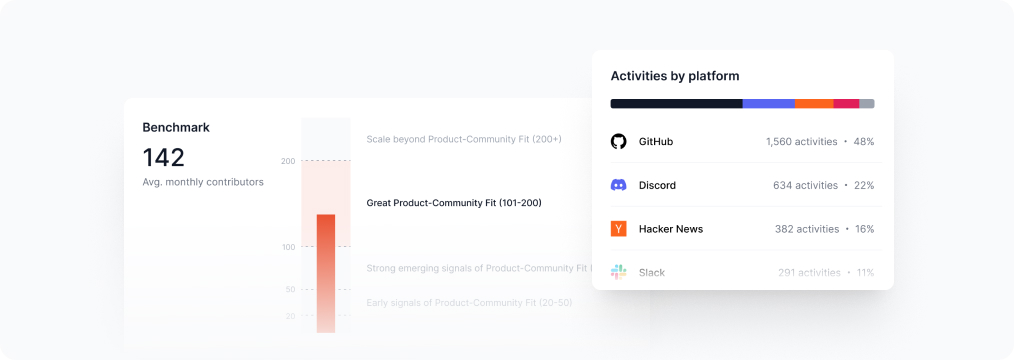 Benchmark
142
Avg. monthly contributors
200
100
50
20
Scale beyond Product-Community Fit (200+)
Great Product-Community Fit (101-200)
Strong emerging signals of Product-Community Fit
Early signals of Product-Community Fit (20-50)
Activities by platform
GitHub 1,560 activities • 48%
Discord 634 activities • 22%
Y Hacker News 382 activities • 16%
Slack 291 activities • 11%